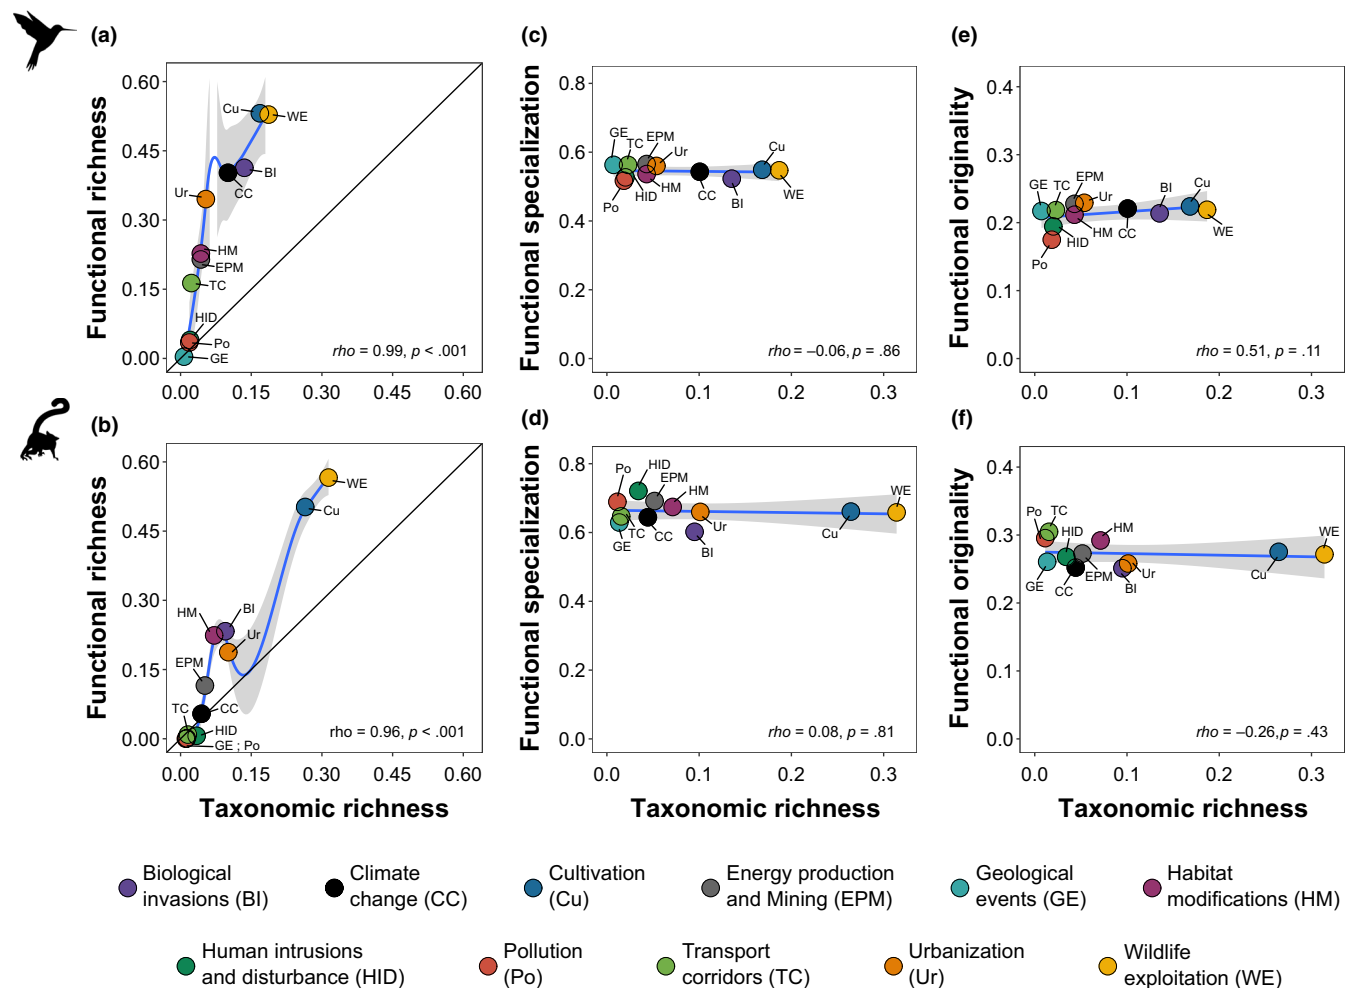 (a)
Functional richness
0.60
0.45
0.30
0.15
0.00
0.00 0.15 0.30 0.45 0.60
Cu
WE
BI
CC
Ur
HM
EPM
TC
HID
Po
GE
rho = 0.99, p < .001
(c)
Functional specialization
0.8
0.6
0.4
0.2
0.0
0.0 0.1 0.2 0.3
GE
TC
EPM
Ur
Cu
Po
HID
HM
CC
BI
WE
rho = –0.06, p = .86
(e)
Functional originality
0.4
0.3
0.2
0.1
0.0
0.0 0.1 0.2 0.3
GE
TC
EPM
Ur
BI
Cu
Po
HID
HM
CC
WE
rho = 0.51, p = .11
(b)
Functional richness
0.60
0.45
0.30
0.15
0.00
0.00 0.15 0.30 0.45 0.60
WE
Cu
HM
BI
Ur
EPM
TC
CC
HID
GE ; Po
rho = 0.96, p < .001
Taxonomic richness
(d)
Functional specialization
0.8
0.6
0.4
0.2
0.0
0.0 0.1 0.2 0.3
Po
HID
EPM
HM
WE
GE
TC
CC
BI
Ur
Cu
rho = 0.08, p = .81
Taxonomic richness
(f)
Functional originality
0.4
0.3
0.2
0.1
0.0
0.0 0.1 0.2 0.3
Po
TC
HID
HM
WE
GE
CC
EPM
BI
Ur
Cu
rho = –0.26, p = .43
Taxonomic richness
Biological
invasions (BI)
Climate
change (CC)
Cultivation
(Cu)
Energy production
and Mining (EPM)
Geological
events (GE)
Habitat
modifications (HM)
Human intrusions
and disturbance (HID)
Pollution
(Po)
Transport
corridors (TC)
Urbanization
(Ur)
Wildlife
exploitation (WE)